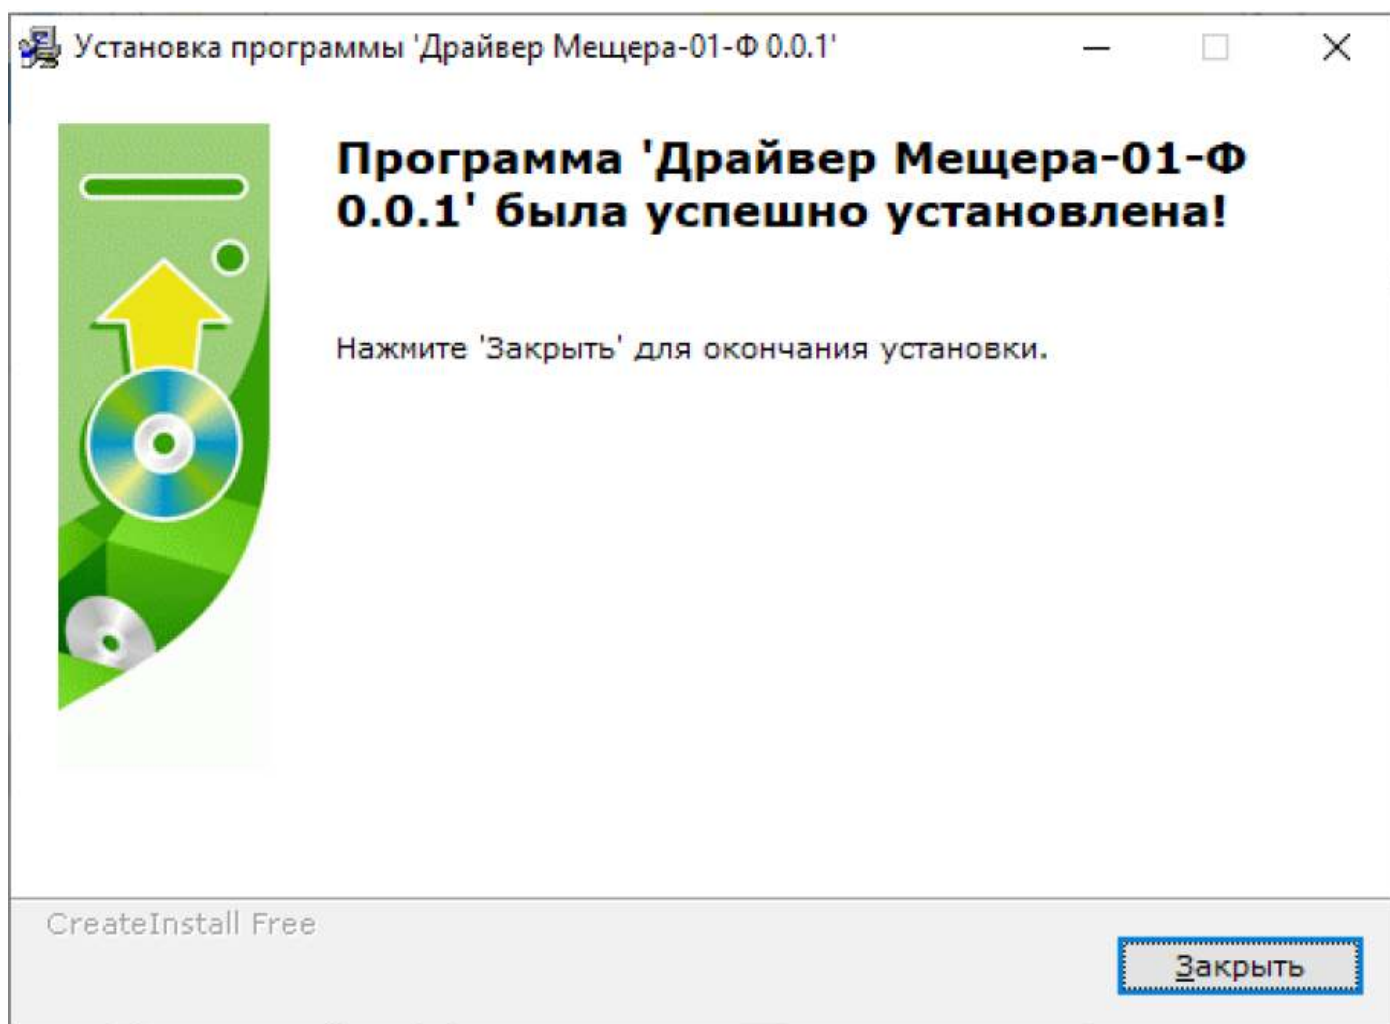 Установка программы 'Драйвер Мещера-01-Ф 0.0.1'
Программа 'Драйвер Мещера-01-Ф
0.0.1' была успешно установлена!
Нажмите 'Закрыть' для окончания установки.
CreateInstall Free
Закрыть